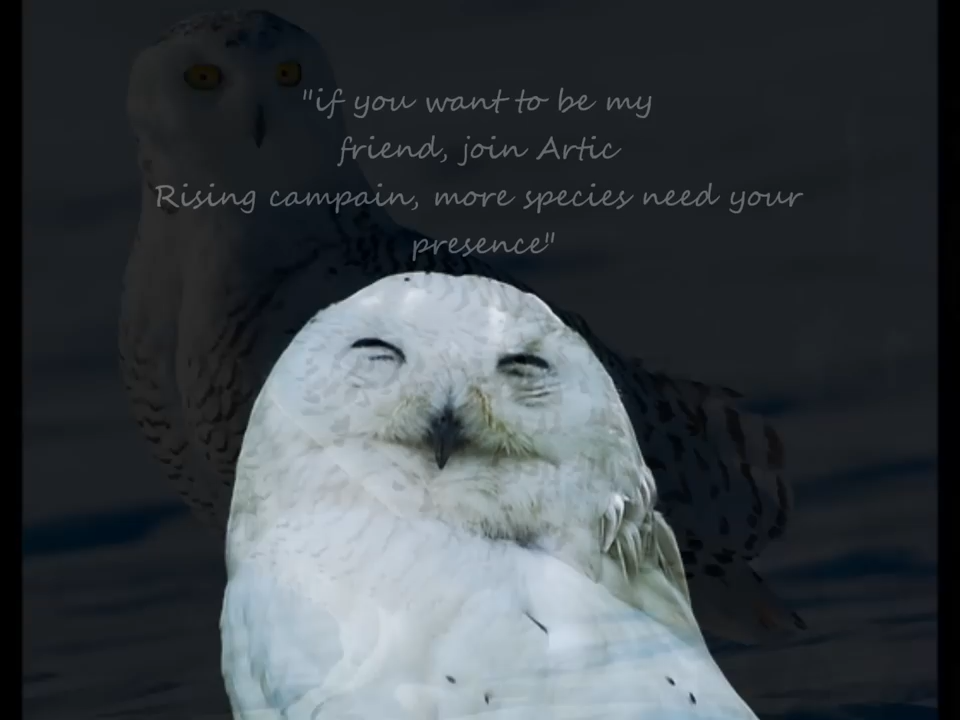 "if you want to be my
friend, join Artic
Rising campain, more species need your
presence"